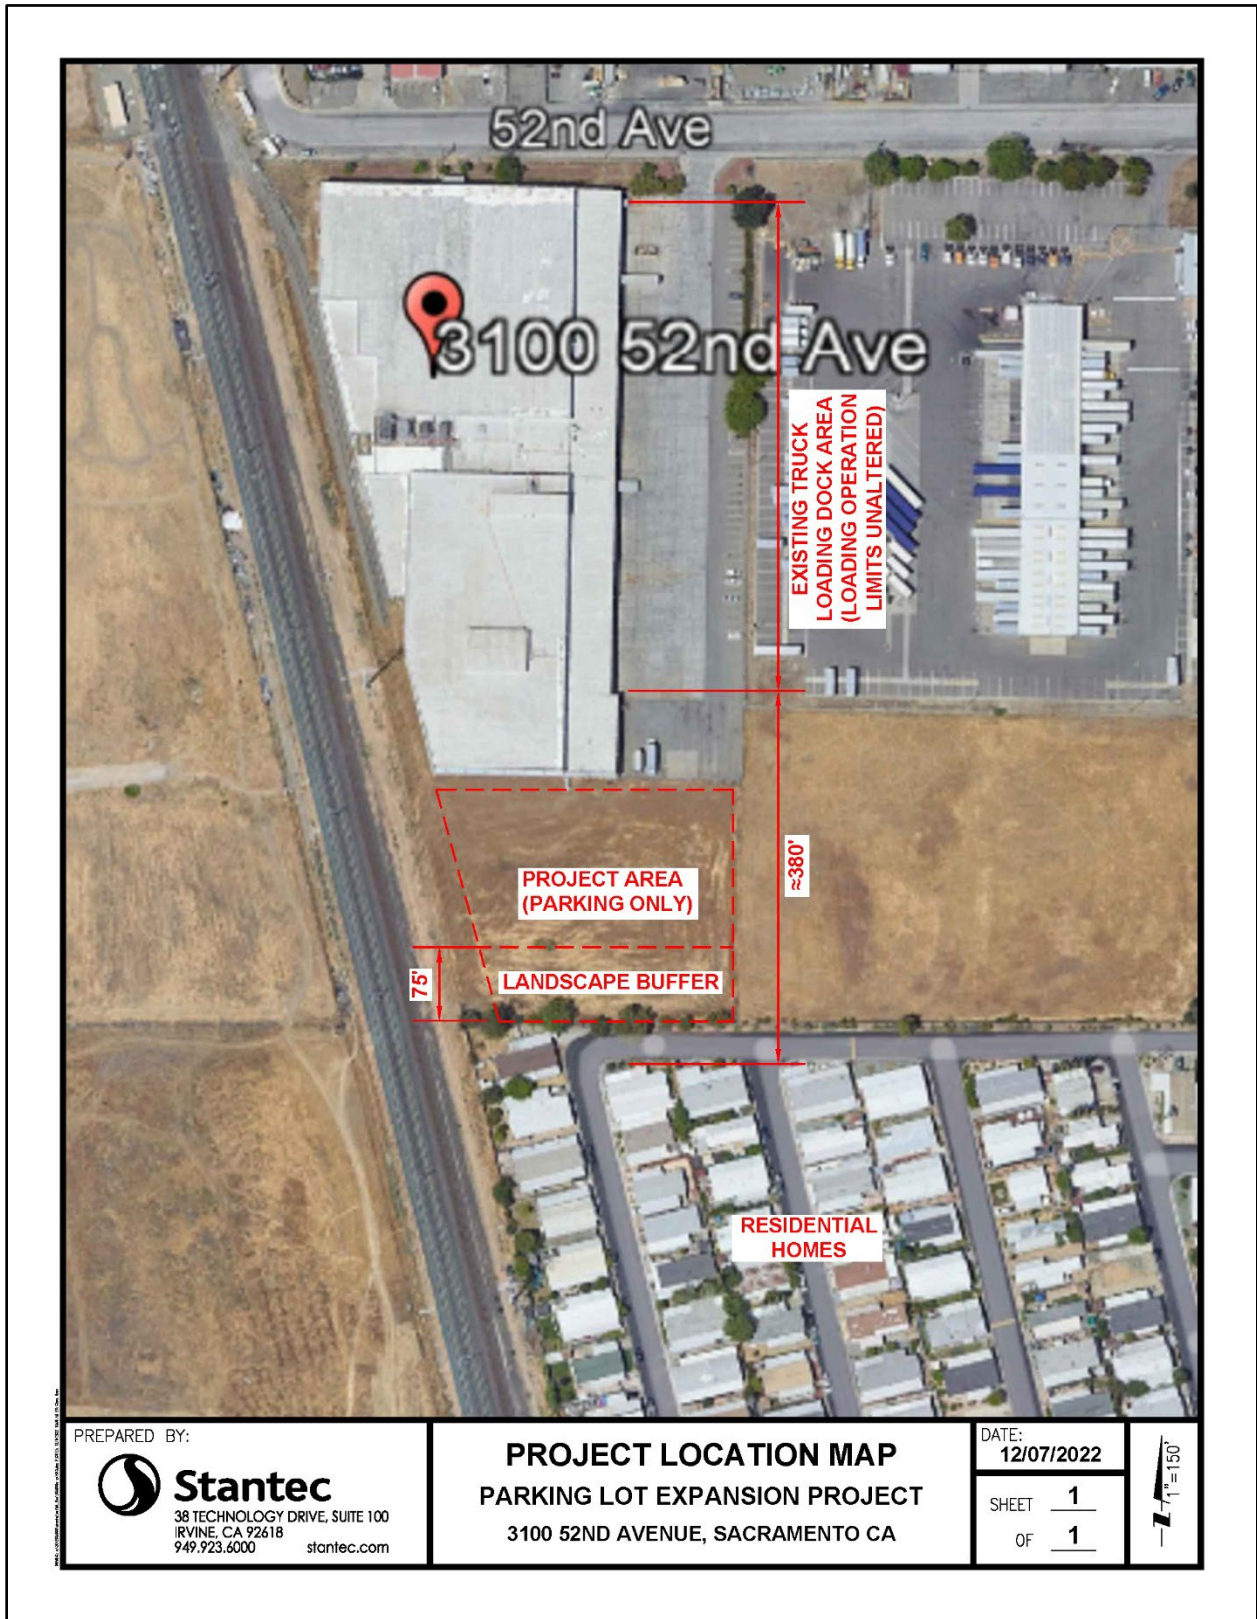 52nd Ave
3100 52nd Ave
EXISTING TRUCK
LOADING DOCK AREA
(LOADING OPERATION
LIMITS UNALTERED)
≈380'
PROJECT AREA
(PARKING ONLY)
75'
LANDSCAPE BUFFER
RESIDENTIAL
HOMES
PREPARED BY:
Stantec
38 TECHNOLOGY DRIVE, SUITE 100
IRVINE, CA 92618
949.923.6000 stantec.com
PROJECT LOCATION MAP
PARKING LOT EXPANSION PROJECT
3100 52ND AVENUE, SACRAMENTO CA
DATE:
12/07/2022
SHEET 1
OF 1
1"=150'